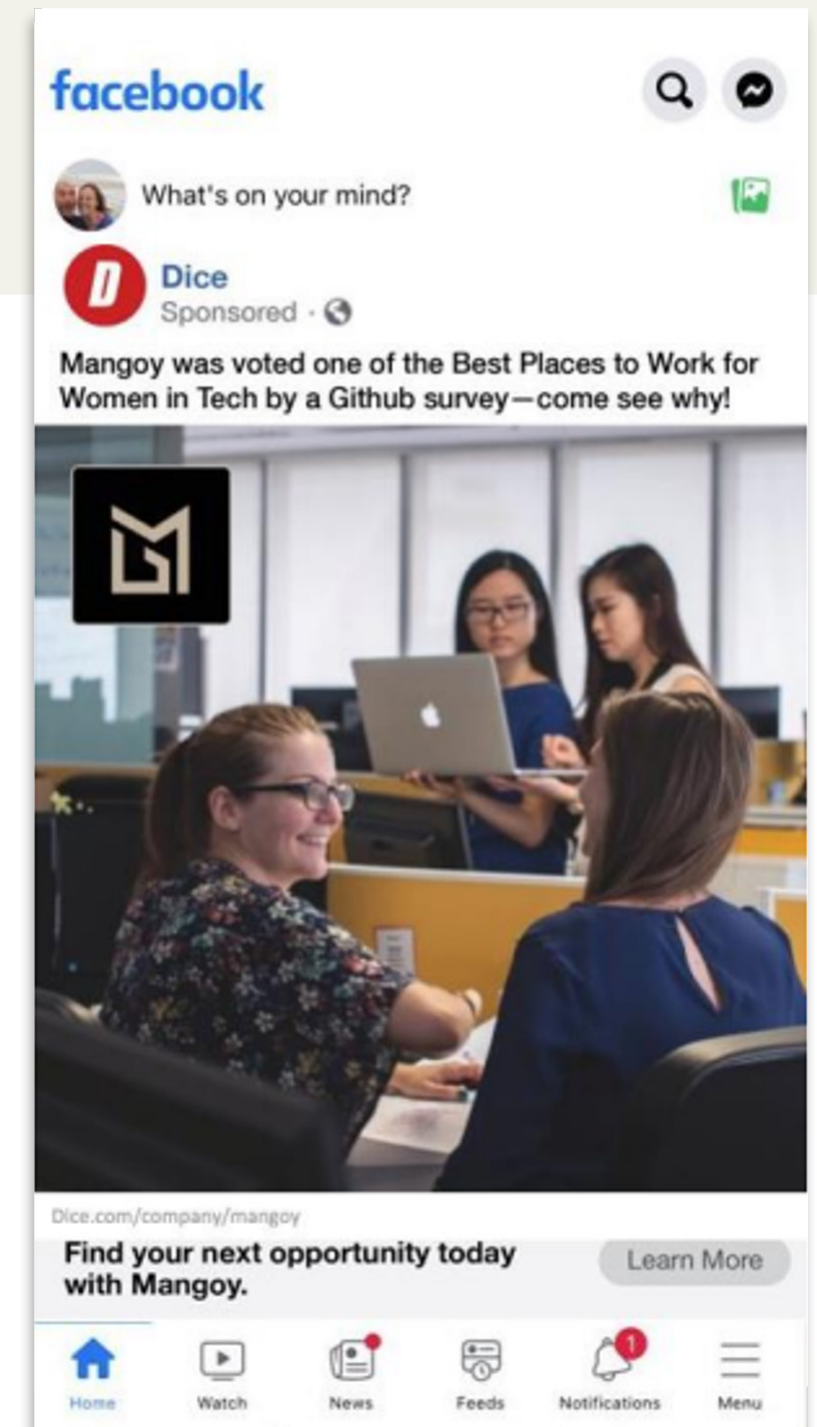 facebook
What's on your mind?
D
Dice
Sponsored ·
Mangoy was voted one of the Best Places to Work for
Women in Tech by a Github survey—come see why!
Dice.com/company/mangoy
Find your next opportunity today
with Mangoy.
Learn More
1
Home
Watch
News
Feeds
Notifications
Menu